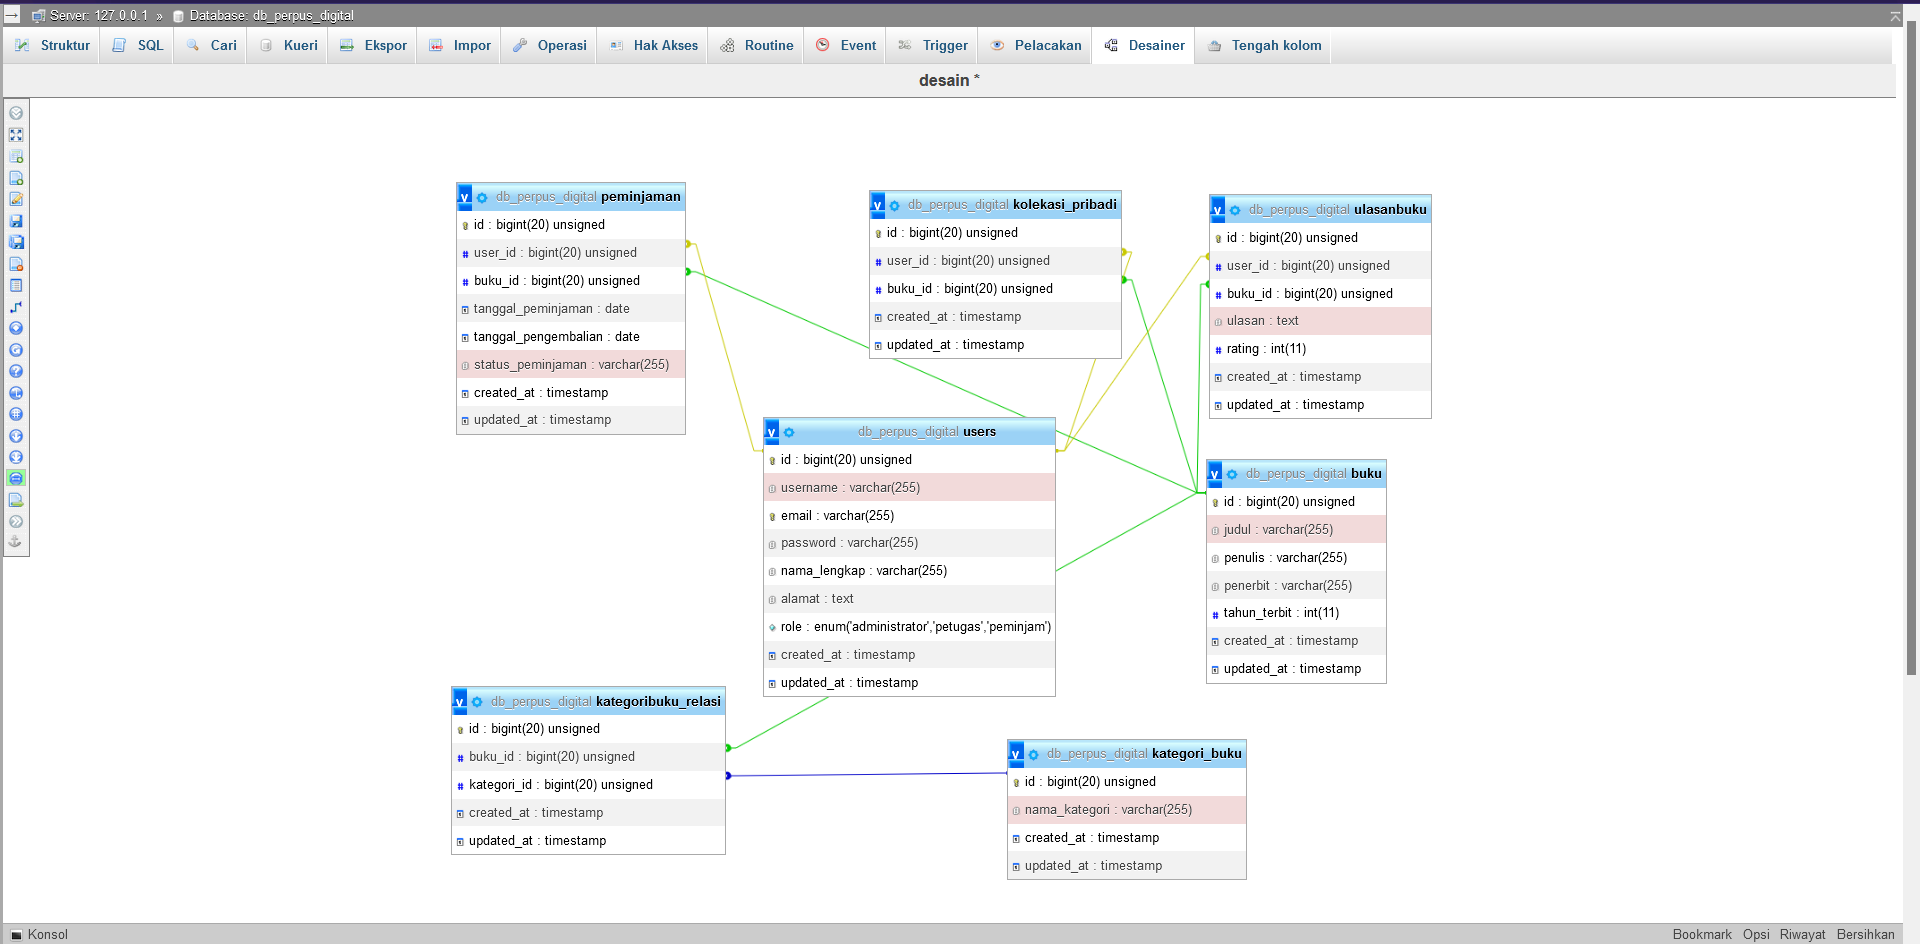 Server: 127.0.0.1 » Database: db_perpus_digital
Struktur SQL Cari Kueri Ekspor Impor Operasi Hak Akses Routine Event Trigger Pelacakan Desainer Tengah kolom
desain *
v db_perpus_digital peminjaman
id : bigint(20) unsigned
user_id : bigint(20) unsigned
buku_id : bigint(20) unsigned
tanggal_peminjaman : date
tanggal_pengembalian : date
status_peminjaman : varchar(255)
created_at : timestamp
updated_at : timestamp
v db_perpus_digital kolekasi_pribadi
id : bigint(20) unsigned
user_id : bigint(20) unsigned
buku_id : bigint(20) unsigned
created_at : timestamp
updated_at : timestamp
v db_perpus_digital ulasanbuku
id : bigint(20) unsigned
user_id : bigint(20) unsigned
buku_id : bigint(20) unsigned
ulasan : text
rating : int(11)
created_at : timestamp
updated_at : timestamp
v db_perpus_digital users
id : bigint(20) unsigned
username : varchar(255)
email : varchar(255)
password : varchar(255)
nama_lengkap : varchar(255)
alamat : text
role : enum('administrator','petugas','peminjam')
created_at : timestamp
updated_at : timestamp
v db_perpus_digital buku
id : bigint(20) unsigned
judul : varchar(255)
penulis : varchar(255)
penerbit : varchar(255)
tahun_terbit : int(11)
created_at : timestamp
updated_at : timestamp
v db_perpus_digital kategoribuku_relasi
id : bigint(20) unsigned
buku_id : bigint(20) unsigned
kategori_id : bigint(20) unsigned
created_at : timestamp
updated_at : timestamp
v db_perpus_digital kategori_buku
id : bigint(20) unsigned
nama_kategori : varchar(255)
created_at : timestamp
updated_at : timestamp
Konsol Bookmark Opsi Riwayat Bersihkan